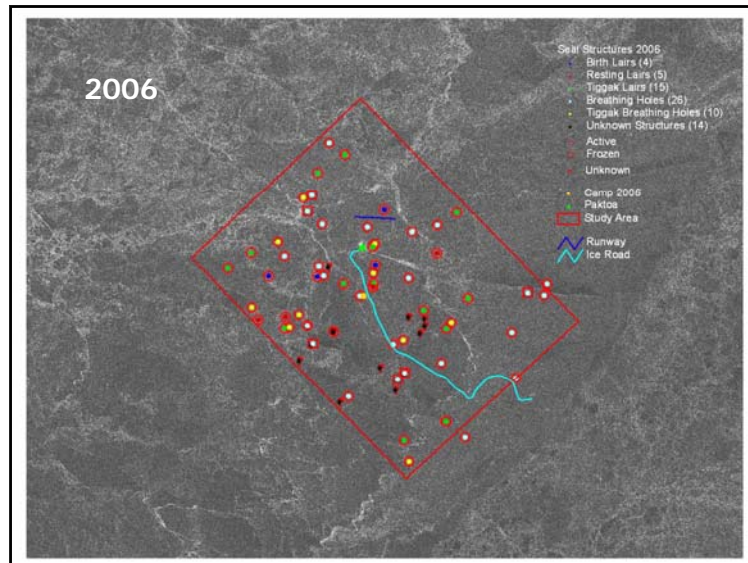 2006
Seal Structures 2006
Birth Lairs (4)
Resting Lairs (5)
Tiggak Lairs (15)
Breathing Holes (26)
Tiggak Breathing Holes (10)
Unknown Structures (14)
Active
Frozen
Unknown
Camp 2006
Paktoa
Study Area
Runway
Ice Road